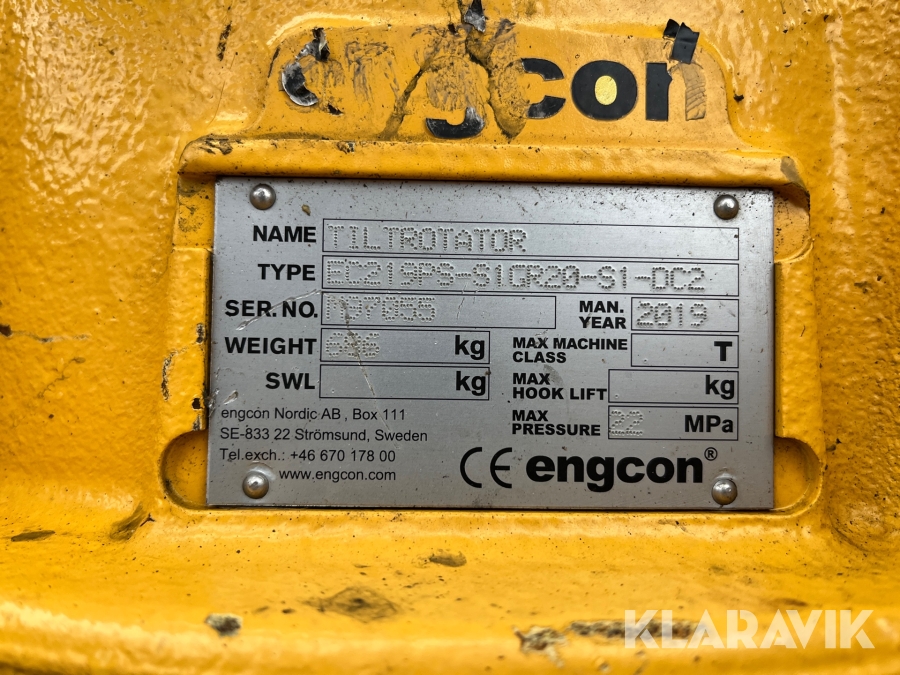 engcon
NAME TILTROTATOR
TYPE EC219PS-S1GR20-S1-DC2
SER. NO. MAN. YEAR 2019
WEIGHT kg MAX MACHINE CLASS T
SWL kg MAX HOOK LIFT kg
MAX PRESSURE 22 MPa
engcon Nordic AB , Box 111
SE-833 22 Strömsund, Sweden
Tel.exch.: +46 670 178 00
www.engcon.com
CE engcon®
KLARAVIK